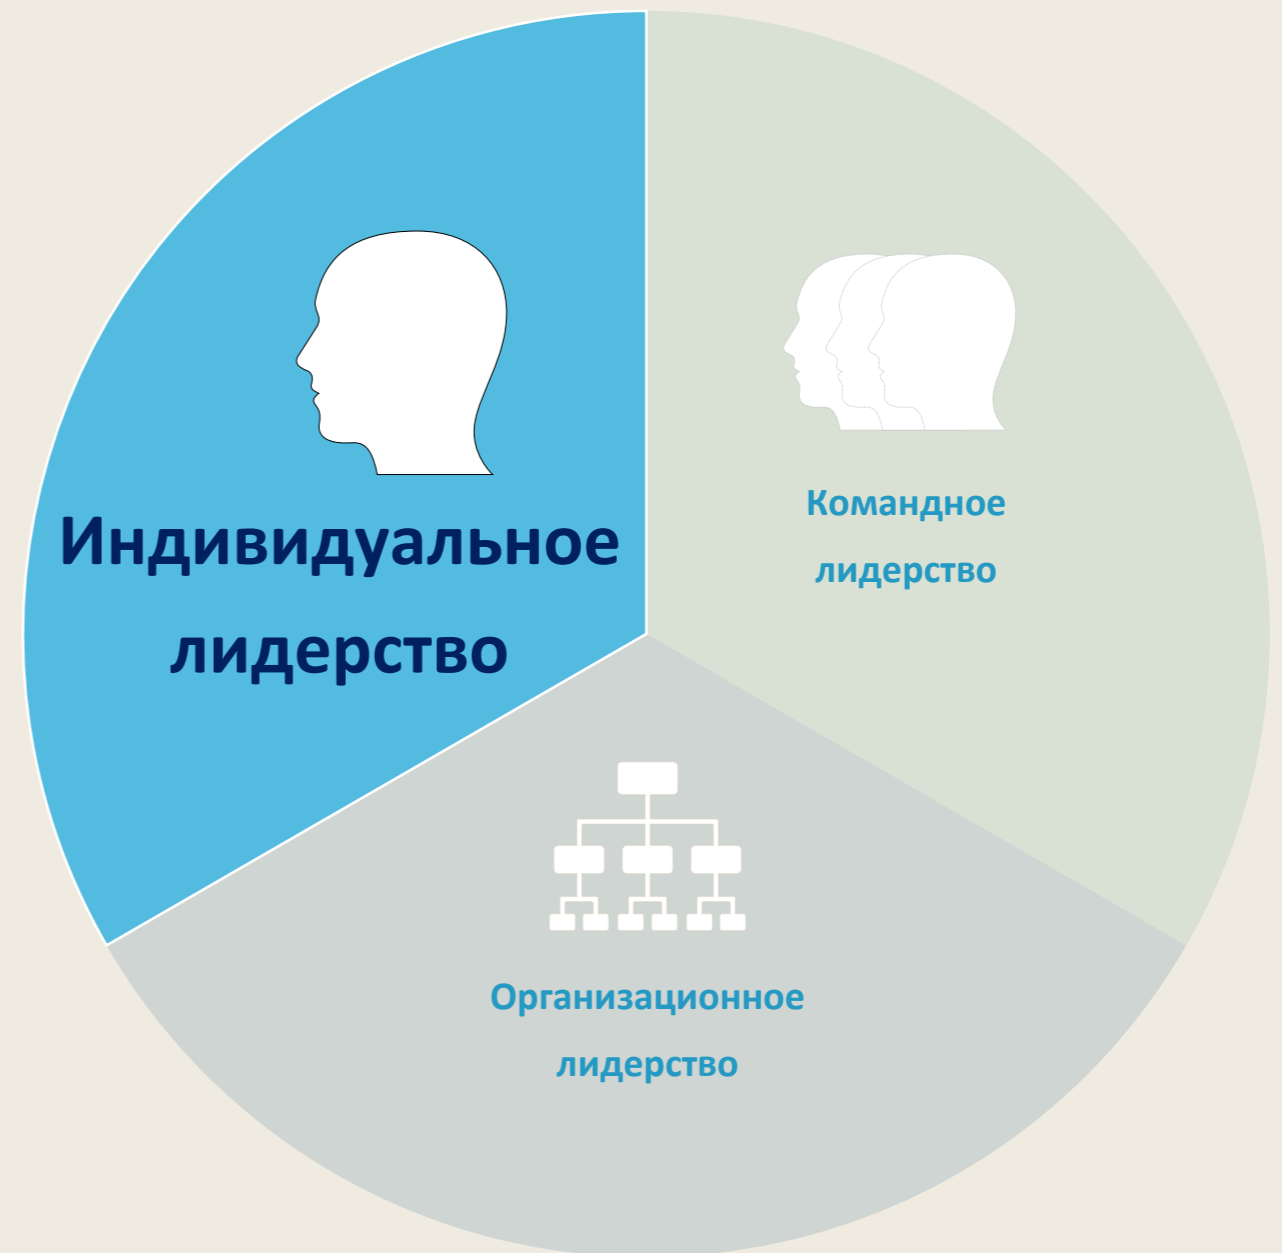 Индивидуальное
лидерство
Командное
лидерство
Организационное
лидерство